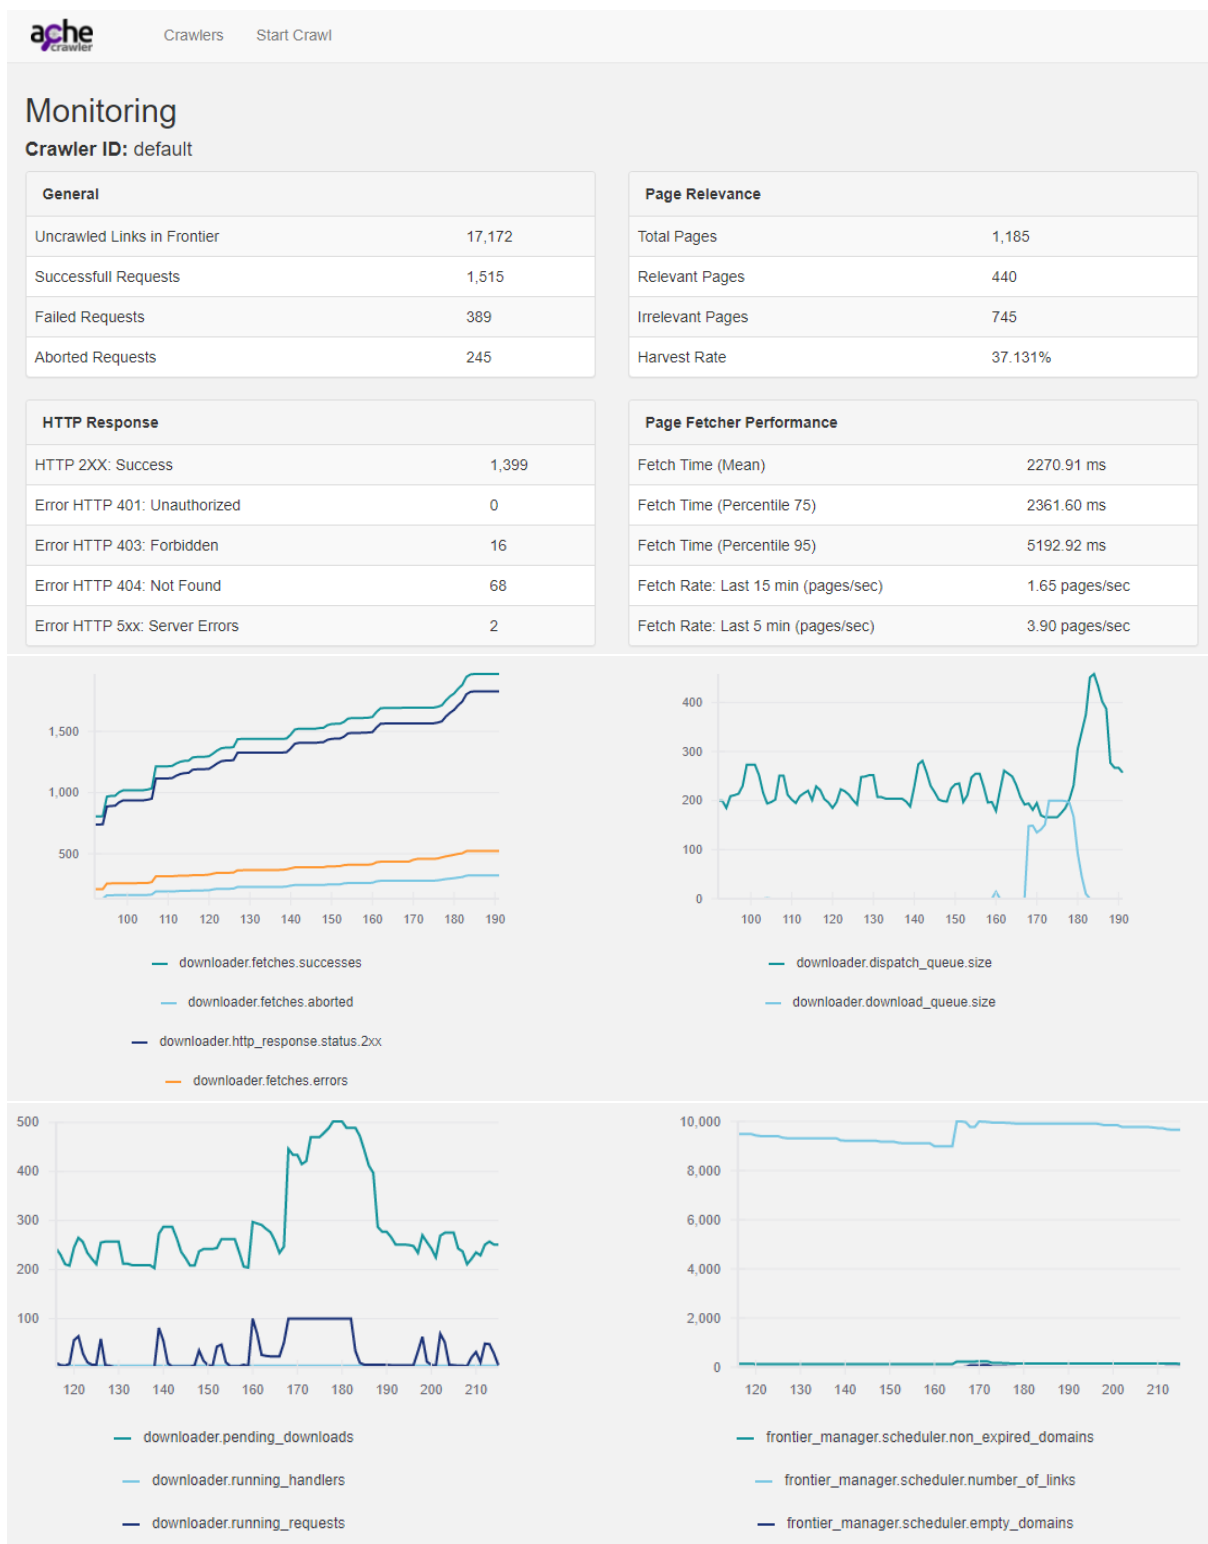 ache
crawler
Crawlers Start Crawl
Monitoring
Crawler ID: default
General
Uncrawled Links in Frontier 17,172
Successfull Requests 1,515
Failed Requests 389
Aborted Requests 245
Page Relevance
Total Pages 1,185
Relevant Pages 440
Irrelevant Pages 745
Harvest Rate 37.131%
HTTP Response
HTTP 2XX: Success 1,399
Error HTTP 401: Unauthorized 0
Error HTTP 403: Forbidden 16
Error HTTP 404: Not Found 68
Error HTTP 5xx: Server Errors 2
Page Fetcher Performance
Fetch Time (Mean) 2270.91 ms
Fetch Time (Percentile 75) 2361.60 ms
Fetch Time (Percentile 95) 5192.92 ms
Fetch Rate: Last 15 min (pages/sec) 1.65 pages/sec
Fetch Rate: Last 5 min (pages/sec) 3.90 pages/sec
1,500
1,000
500
100 110 120 130 140 150 160 170 180 190
downloader.fetches.successes
downloader.fetches.aborted
downloader.http_response.status.2xx
downloader.fetches.errors
400
300
200
100
0
100 110 120 130 140 150 160 170 180 190
downloader.dispatch_queue.size
downloader.download_queue.size
500
400
300
200
100
120 130 140 150 160 170 180 190 200 210
downloader.pending_downloads
downloader.running_handlers
downloader.running_requests
10,000
8,000
6,000
4,000
2,000
0
120 130 140 150 160 170 180 190 200 210
frontier_manager.scheduler.non_expired_domains
frontier_manager.scheduler.number_of_links
frontier_manager.scheduler.empty_domains